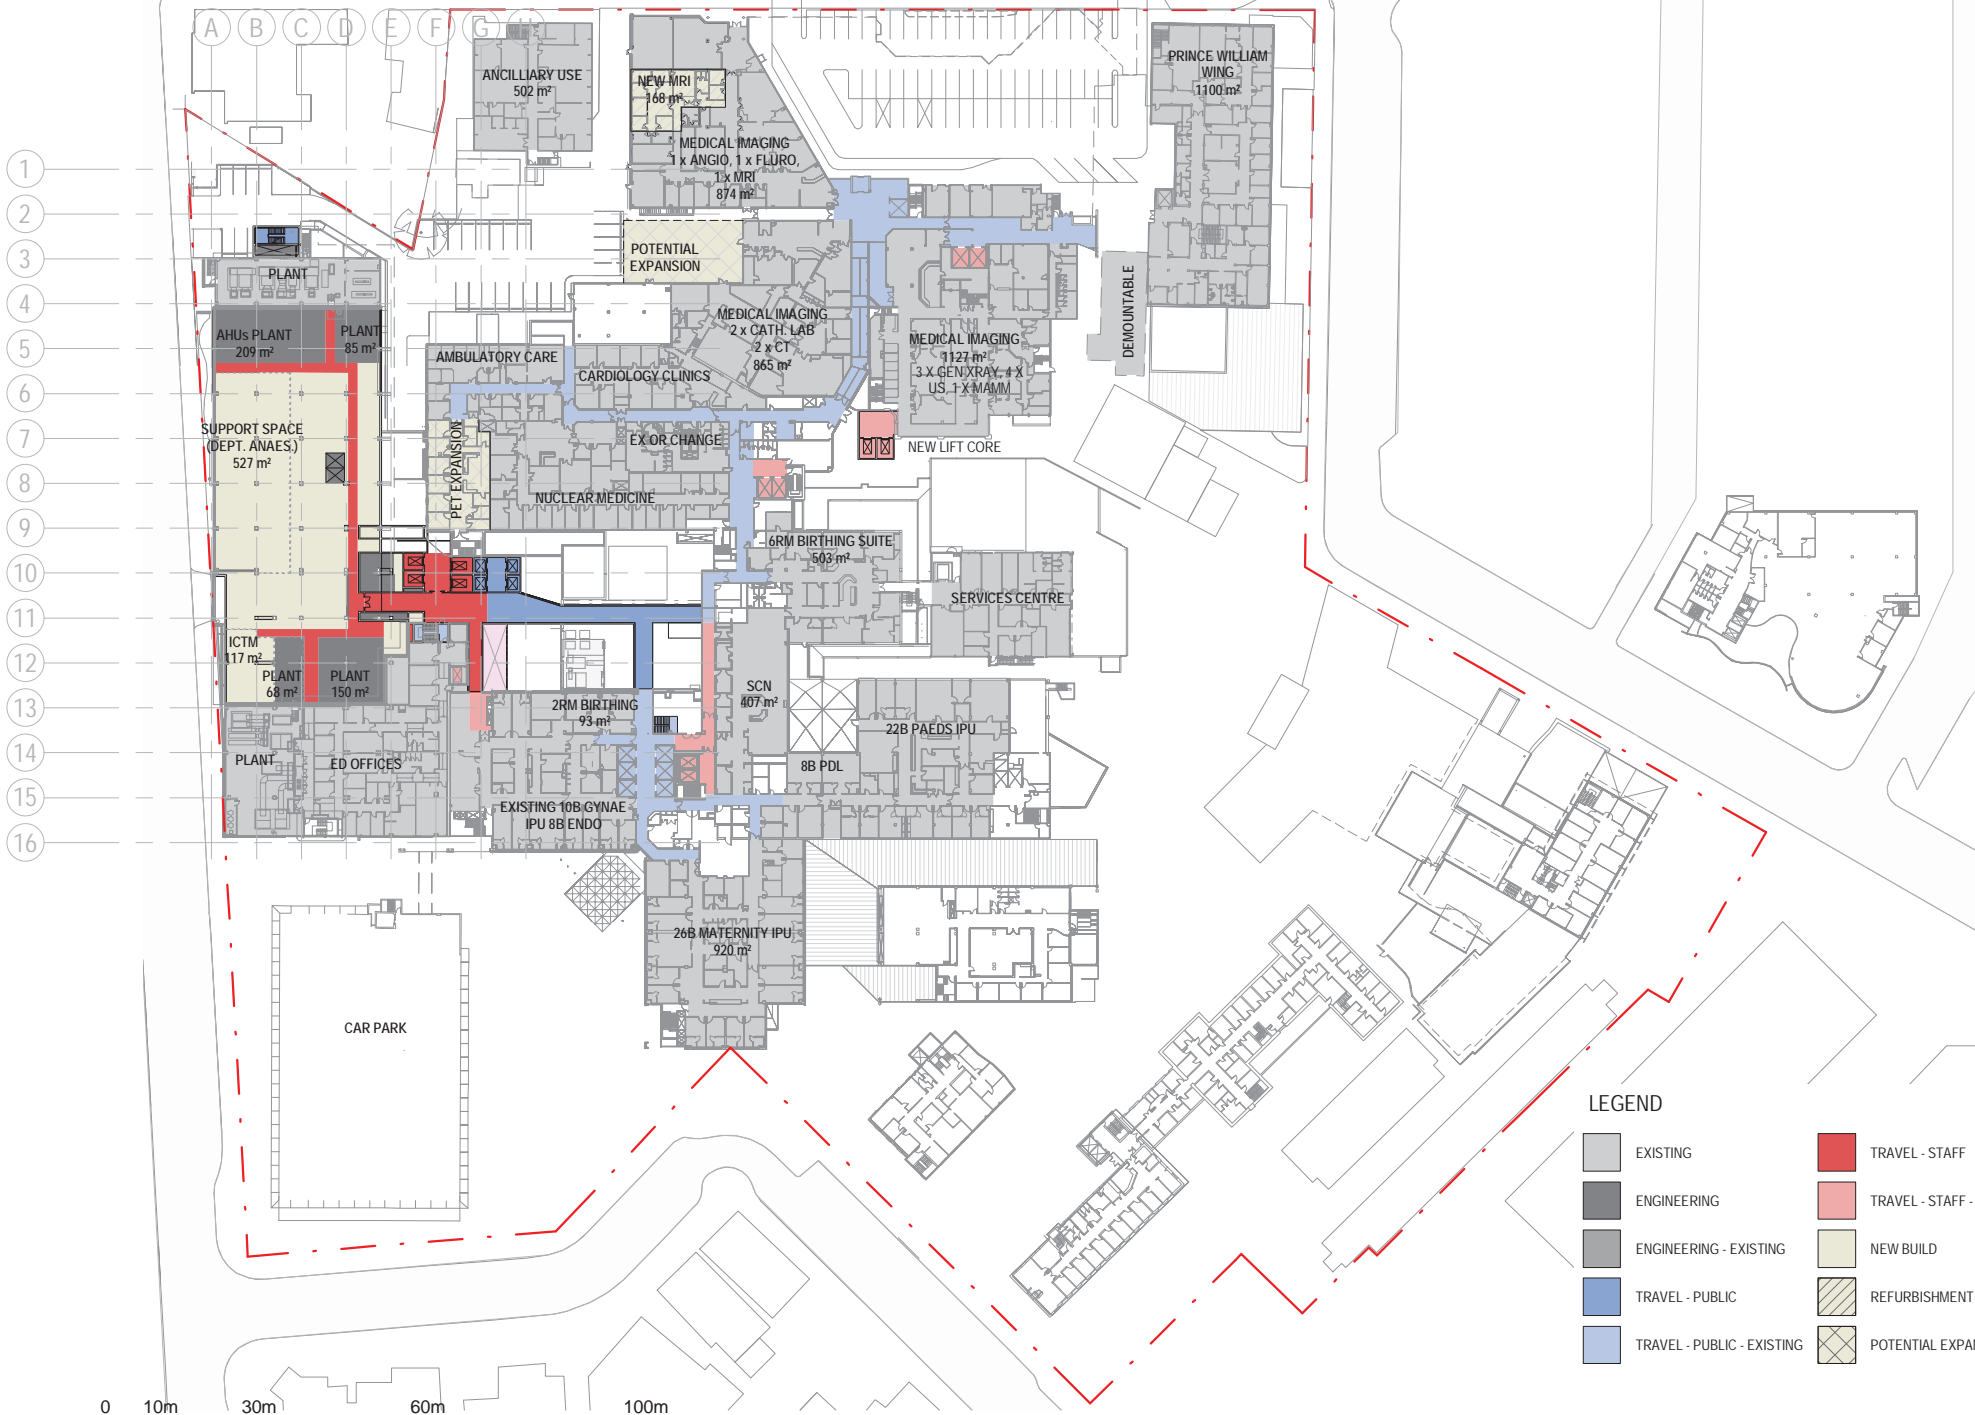 A B C D E F G H
1
2
3
4
5
6
7
8
9
10
11
12
13
14
15
16
ANCILLIARY USE
502 m²
NEW MRI
168 m²
MEDICAL IMAGING
1 x ANGIO, 1 x FLURO,
1 x MRI
874 m²
PRINCE WILLIAM
WING
1100 m²
POTENTIAL
EXPANSION
PLANT
AHUs PLANT
209 m²
PLANT
85 m²
MEDICAL IMAGING
2 x CATH. LAB
2 x CT
865 m²
MEDICAL IMAGING
1127 m²
3 X GEN XRAY, 4 X
US, 1 X MAMM
DEMOUNTABLE
AMBULATORY CARE
CARDIOLOGY CLINICS
SUPPORT SPACE
(DEPT. ANAES.)
527 m²
PET EXPANSION
EX OR CHANGE
NEW LIFT CORE
NUCLEAR MEDICINE
6RM BIRTHING SUITE
503 m²
SERVICES CENTRE
ICTM
117 m²
PLANT
68 m²
PLANT
150 m²
SCN
407 m²
2RM BIRTHING
93 m²
22B PAEDS IPU
PLANT
ED OFFICES
8B PDL
EXISTING 10B GYNAE
IPU 8B ENDO
26B MATERNITY IPU
920 m²
CAR PARK
LEGEND
EXISTING
ENGINEERING
ENGINEERING - EXISTING
TRAVEL - PUBLIC
TRAVEL - PUBLIC - EXISTING
TRAVEL - STAFF
TRAVEL - STAFF -
NEW BUILD
REFURBISHMENT
POTENTIAL EXPA
0 10m 30m 60m 100m